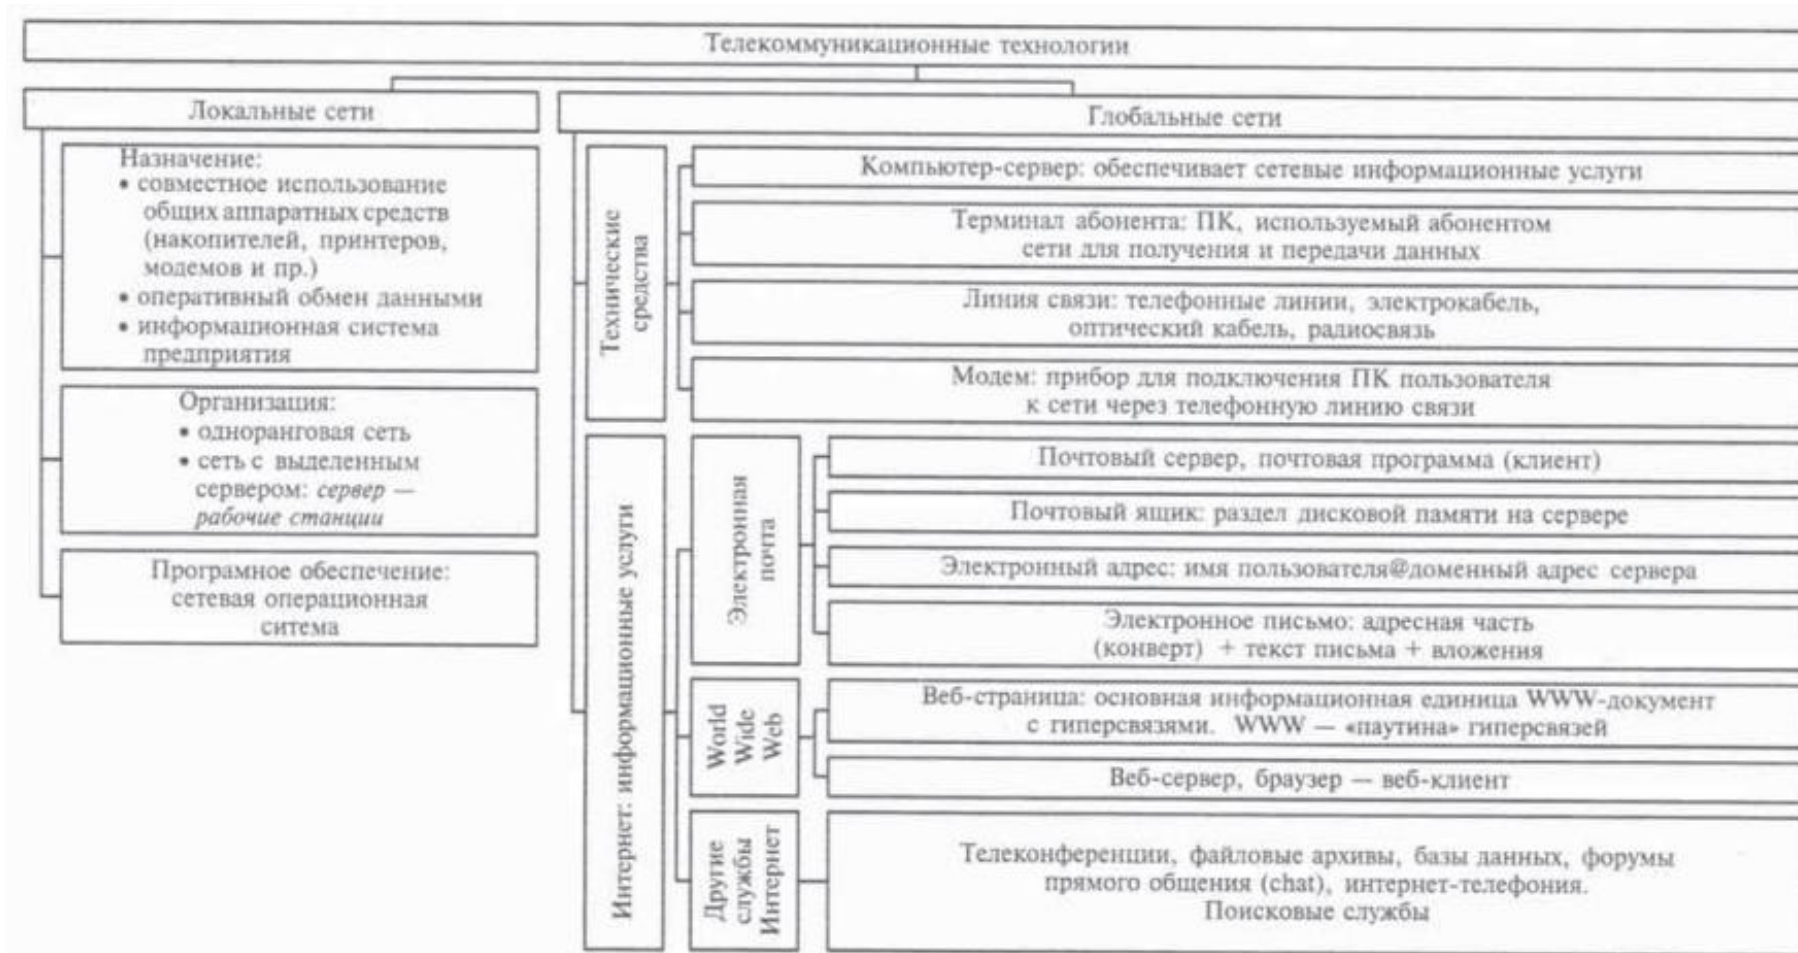 Телекоммуникационные технологии
Локальные сети
Назначение:
• совместное использование
общих аппаратных средств
(накопителей, принтеров,
модемов и пр.)
• оперативный обмен данными
• информационная система
предприятия
Организация:
• одноранговая сеть
• сеть с выделенным
сервером: сервер —
рабочие станции
Програмное обеспечение:
сетевая операционная
ситема
Глобальные сети
Технические
средства
Компьютер-сервер: обеспечивает сетевые информационные услуги
Терминал абонента: ПК, используемый абонентом
сети для получения и передачи данных
Линия связи: телефонные линии, электрокабель,
оптический кабель, радиосвязь
Модем: прибор для подключения ПК пользователя
к сети через телефонную линию связи
Интернет: информационные услуги
Электронная
почта
Почтовый сервер, почтовая программа (клиент)
Почтовый ящик: раздел дисковой памяти на сервере
Электронный адрес: имя пользователя@доменный адрес сервера
Электронное письмо: адресная часть
(конверт) + текст письма + вложения
World
Wide
Web
Веб-страница: основная информационная единица WWW-документ
с гиперсвязями. WWW — «паутина» гиперсвязей
Веб-сервер, браузер — веб-клиент
Другие
службы
Интернет
Телеконференции, файловые архивы, базы данных, форумы
прямого общения (chat), интернет-телефония.
Поисковые службы